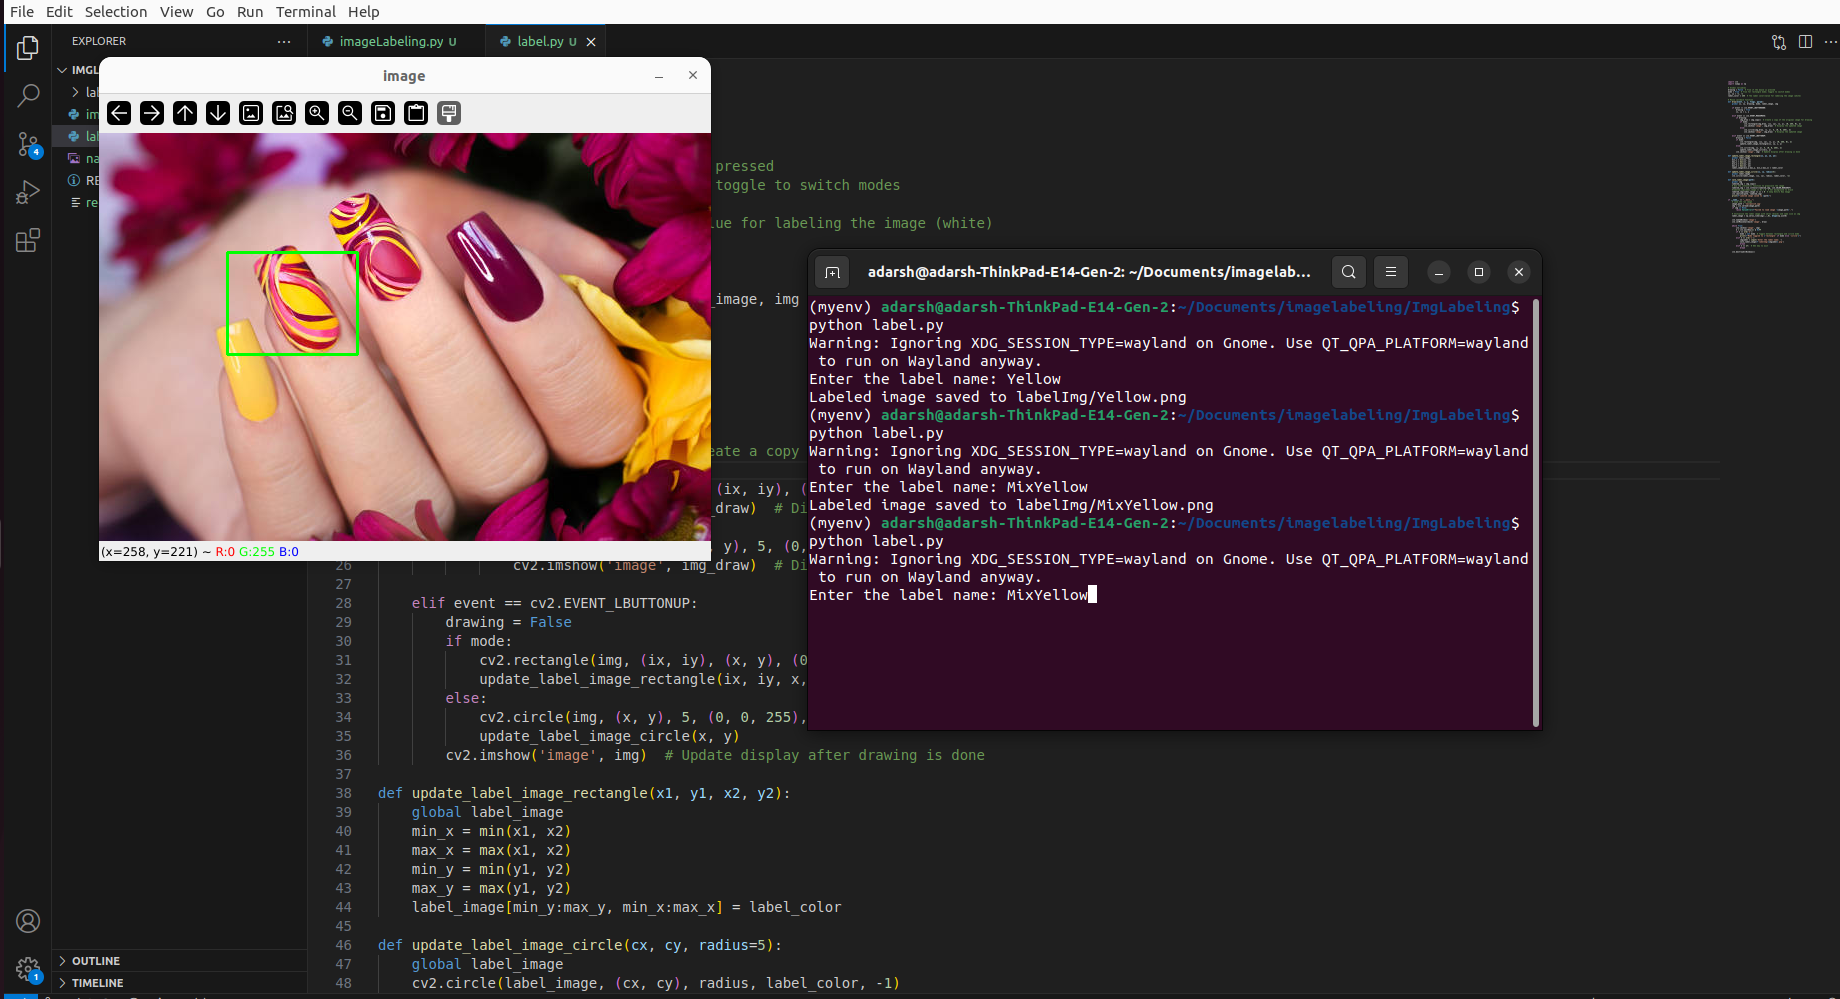 File Edit Selection View Go Run Terminal Help
EXPLORER
imageLabeling.py U
label.py U
IMGL
pressed
toggle to switch modes
lue for labeling the image (white)
_image, img
eate a copy
(ix, iy), (
_draw)  # Di
y), 5, (0,
26 cv2.imshow('image', img_draw)  # Di
27
28 elif event == cv2.EVENT_LBUTTONUP:
29 drawing = False
30 if mode:
31 cv2.rectangle(img, (ix, iy), (x, y), (0
32 update_label_image_rectangle(ix, iy, x,
33 else:
34 cv2.circle(img, (x, y), 5, (0, 0, 255),
35 update_label_image_circle(x, y)
36 cv2.imshow('image', img)  # Update display after drawing is done
37
38 def update_label_image_rectangle(x1, y1, x2, y2):
39 global label_image
40 min_x = min(x1, x2)
41 max_x = max(x1, x2)
42 min_y = min(y1, y2)
43 max_y = max(y1, y2)
44 label_image[min_y:max_y, min_x:max_x] = label_color
45
46 def update_label_image_circle(cx, cy, radius=5):
47 global label_image
48 cv2.circle(label_image, (cx, cy), radius, label_color, -1)
OUTLINE
TIMELINE
4
1
image
(x=258, y=221) ~ R:0 G:255 B:0
adarsh@adarsh-ThinkPad-E14-Gen-2: ~/Documents/imagelab...
(myenv) adarsh@adarsh-ThinkPad-E14-Gen-2:~/Documents/imagelabeling/ImgLabeling$
python label.py
Warning: Ignoring XDG_SESSION_TYPE=wayland on Gnome. Use QT_QPA_PLATFORM=wayland
to run on Wayland anyway.
Enter the label name: Yellow
Labeled image saved to labelImg/Yellow.png
(myenv) adarsh@adarsh-ThinkPad-E14-Gen-2:~/Documents/imagelabeling/ImgLabeling$
python label.py
Warning: Ignoring XDG_SESSION_TYPE=wayland on Gnome. Use QT_QPA_PLATFORM=wayland
to run on Wayland anyway.
Enter the label name: MixYellow
Labeled image saved to labelImg/MixYellow.png
(myenv) adarsh@adarsh-ThinkPad-E14-Gen-2:~/Documents/imagelabeling/ImgLabeling$
python label.py
Warning: Ignoring XDG_SESSION_TYPE=wayland on Gnome. Use QT_QPA_PLATFORM=wayland
to run on Wayland anyway.
Enter the label name: MixYellow